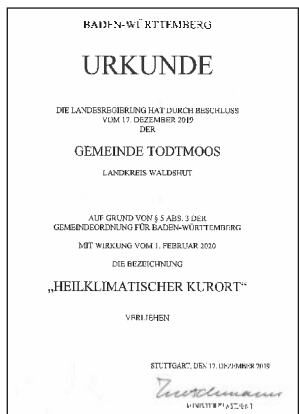 BADEN-WÜRTTEMBERG
URKUNDE
DIE LANDESREGIERUNG HAT DURCH BESCHLUSS
VOM 17. DEZEMBER 2019
DER
GEMEINDE TODTMOOS
LANDKREIS WALDSHUT
AUF GRUND VON § 5 ABS. 3 DER
GEMEINDEORDNUNG FÜR BADEN-WÜRTTEMBERG
MIT WIRKUNG VOM 1. FEBRUAR 2020
DIE BEZEICHNUNG
„HEILKLIMATISCHER KURORT“
VERLIEHEN
STUTTGART, DEN 17. DEZEMBER 2019
MINISTERPRÄSIDENT